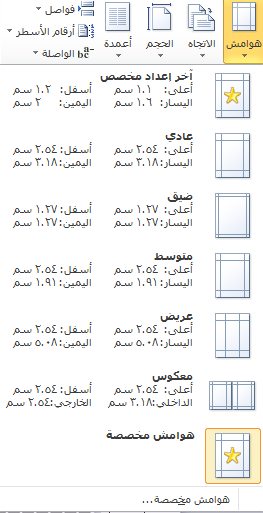 هوامش
الاتجاه
الحجم
أعمدة
فواصل
أرقام الأسطر
الواصلة
آخر إعداد مخصص
أعلى: ١.١ سم أسفل: ١.٢ سم
اليسار: ١.٦ سم اليمين: ٢ سم
عادي
أعلى: ٢.٥٤ سم أسفل: ٢.٥٤ سم
اليسار: ٣.١٨ سم اليمين: ٣.١٨ سم
ضيق
أعلى: ١.٢٧ سم أسفل: ١.٢٧ سم
اليسار: ١.٢٧ سم اليمين: ١.٢٧ سم
متوسط
أعلى: ٢.٥٤ سم أسفل: ٢.٥٤ سم
اليسار: ١.٩١ سم اليمين: ١.٩١ سم
عريض
أعلى: ٢.٥٤ سم أسفل: ٢.٥٤ سم
اليسار: ٥.٠٨ سم اليمين: ٥.٠٨ سم
معكوس
أعلى: ٢.٥٤ سم أسفل: ٢.٥٤ سم
الداخلي: ٣.١٨ سم الخارجي: ٢.٥٤ سم
هوامش مخصصة
هوامش مخصصة...